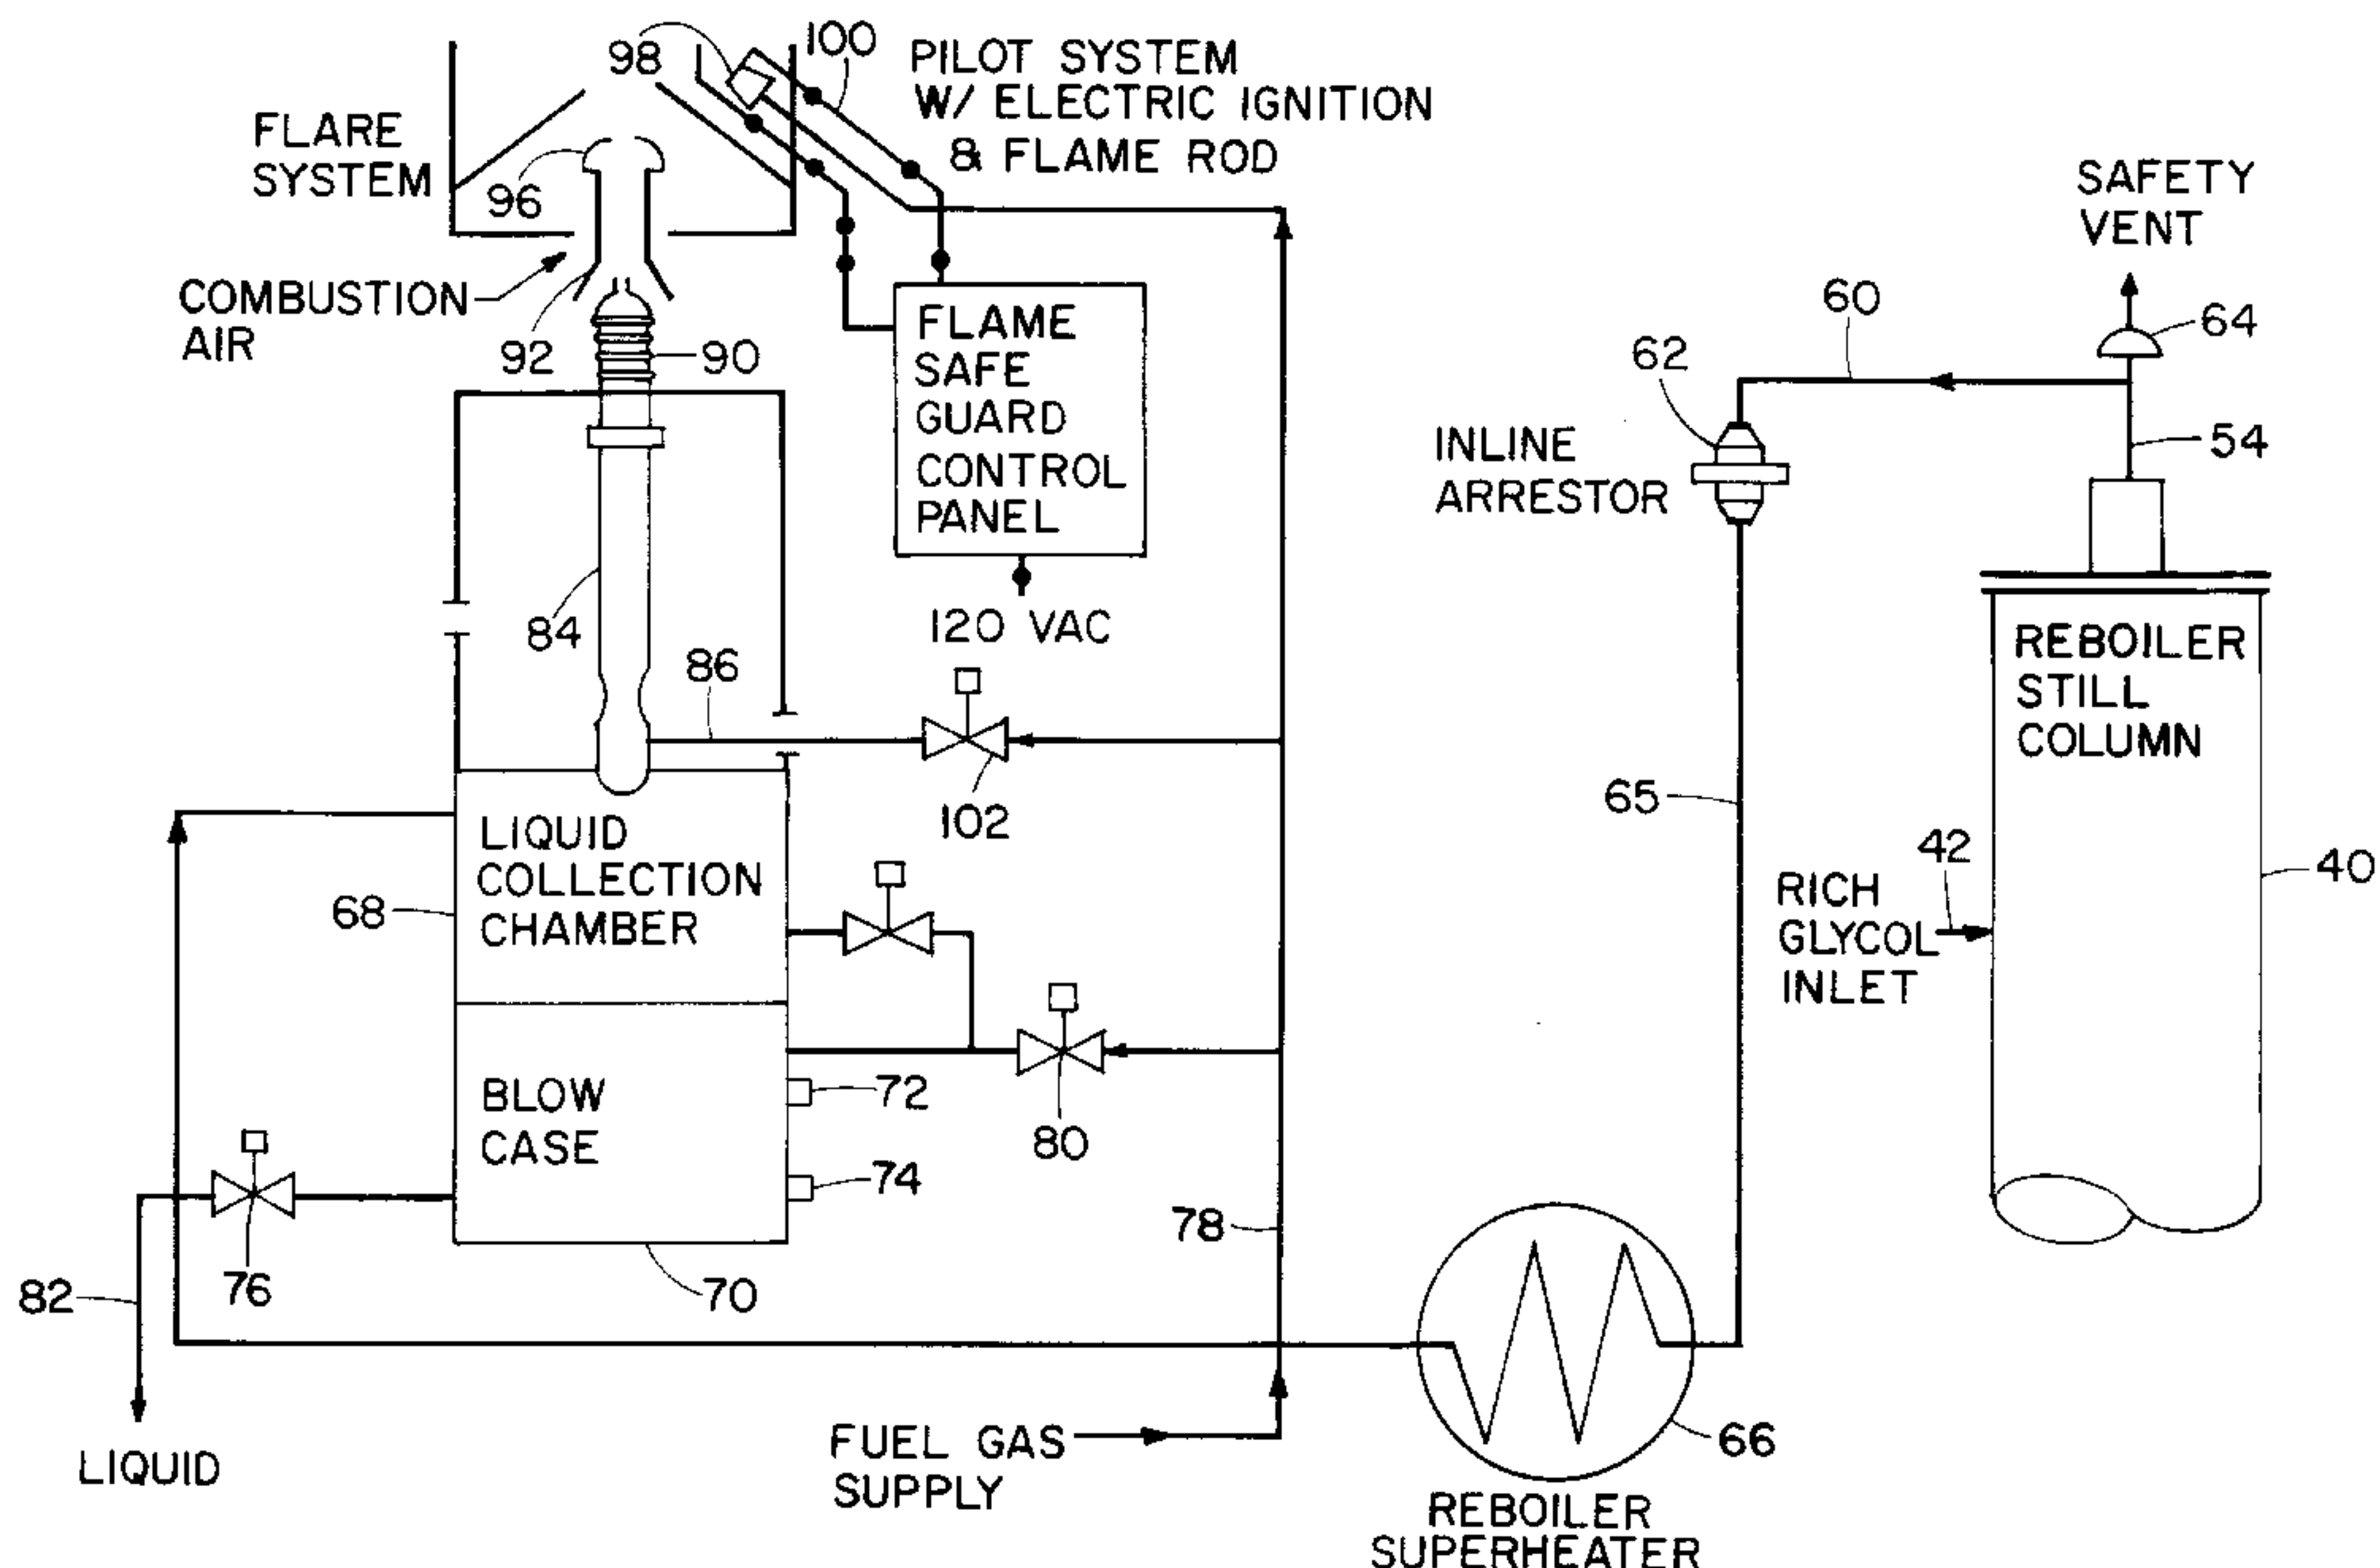 98
100
PILOT SYSTEM
W/ ELECTRIC IGNITION
& FLAME ROD
FLARE
SYSTEM
96
COMBUSTION
AIR
92
90
FLAME
SAFE
GUARD
CONTROL
PANEL
120 VAC
SAFETY
VENT
60
64
62
54
INLINE
ARRESTOR
REBOILER
STILL
COLUMN
84
86
102
65
LIQUID
COLLECTION
CHAMBER
68
42
40
RICH
GLYCOL
INLET
BLOW
CASE
72
74
80
78
76
82
70
LIQUID
FUEL GAS
SUPPLY
66
REBOILER
SUPERHEATER